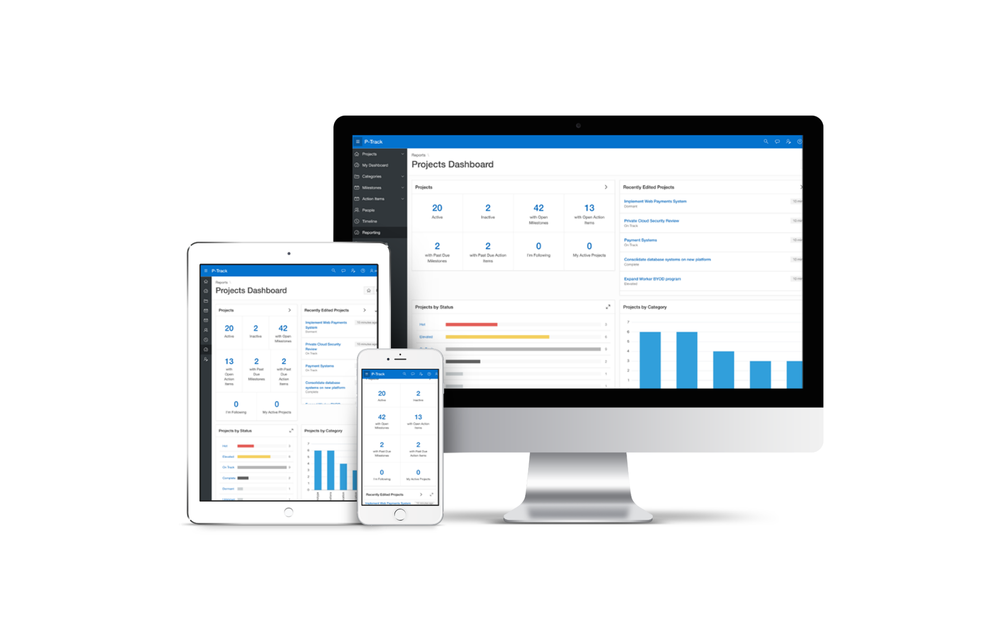 P-Track
Projects
My Dashboard
Categories
Milestones
Action Items
People
Timeline
Reporting
Reports \
Projects Dashboard
Projects
20
Active
2
Inactive
42
with Open
Milestones
13
with Open Action
Items
2
with Past Due
Milestones
2
with Past Due Action
Items
0
I'm Following
0
My Active Projects
Recently Edited Projects
Implement Web Payments System
Dormant
10 min
Private Cloud Security Review
On Track
10 min
Payment Systems
On Track
10 min
Consolidate database systems on new platform
Complete
10 min
Expand Worker BYOD program
Elevated
10 min
Projects by Status
Hot 3
Elevated 6
9
2
1
1
Projects by Category
7
6
5
4
3
2
1
P-Track
Reports \
Projects Dashboard
Projects
20
Active
2
Inactive
42
with Open
Milestones
13
with
Open
Action
Items
2
with Past
Due
Milestones
2
with Past
Due
Action
Items
0
I'm Following
0
My Active Projects
Recently Edited Projects
Implement Web Payments
System
Dormant
10 minutes ago
Private Cloud Security
Review
On Track
10 minutes ago
Payment Systems
On Track
Consolidate database
systems on new platform
Complete
Projects by Status
Hot 3
Elevated 6
On Track 9
Complete 2
Dormant 1
Unknown 1
Projects by Category
7
6
5
4
3
2
1
0
P-Track
20
Active
2
Inactive
42
with Open
Milestones
13
with Open Action
Items
2
with Past Due
Milestones
2
with Past Due
Action Items
0
I'm Following
0
My Active Projects
Recently Edited Projects
Implement Web Payments System
10 minutes ago